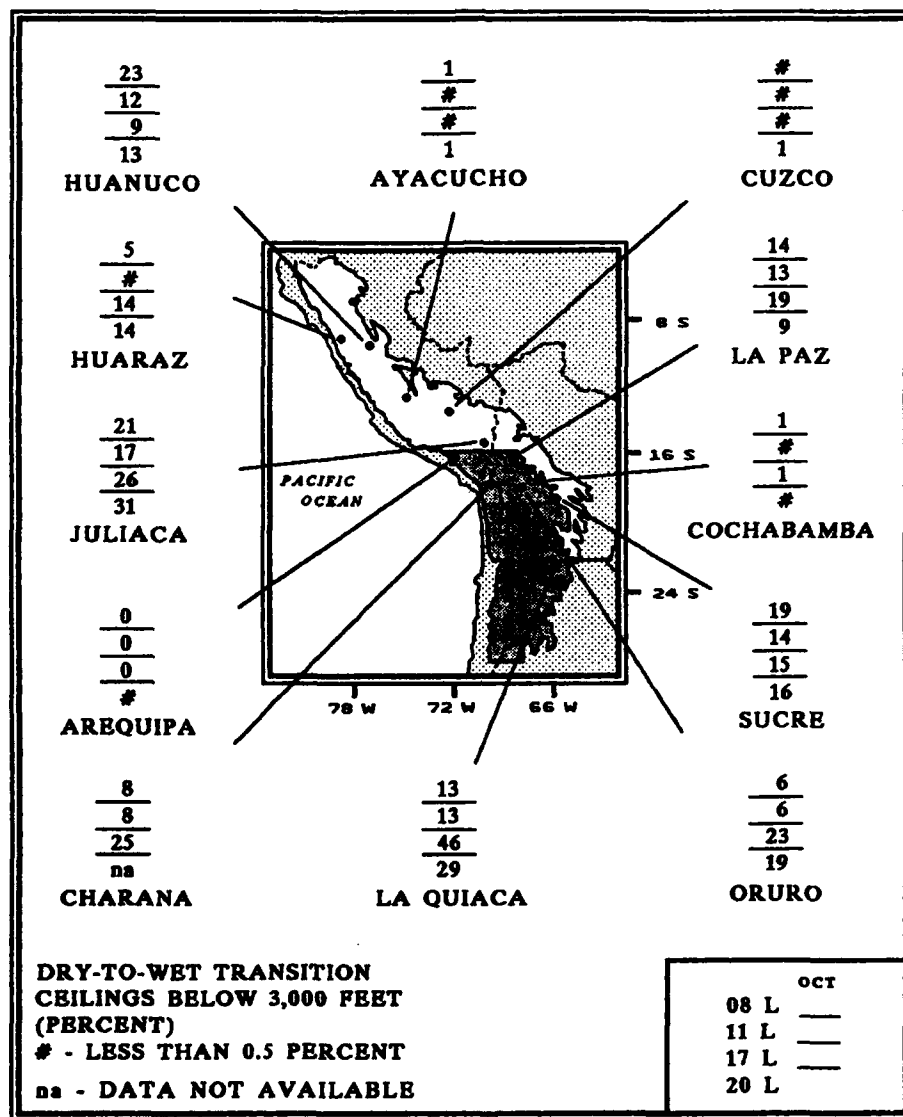 23
12
9
13
HUANUCO
1
#
#
1
AYACUCHO
#
#
#
1
CUZCO
5
#
14
14
HUARAZ
14
13
19
9
LA PAZ
8 S
21
17
26
31
JULIACA
PACIFIC
OCEAN
16 S
1
#
1
#
COCHABAMBA
24 S
0
0
0
#
AREQUIPA
78 W 72 W 66 W
19
14
15
16
SUCRE
8
8
25
na
CHARANA
13
13
46
29
LA QUIACA
6
6
23
19
ORURO
DRY-TO-WET TRANSITION
CEILINGS BELOW 3,000 FEET
(PERCENT)
# - LESS THAN 0.5 PERCENT
na - DATA NOT AVAILABLE
OCT
08 L
11 L
17 L
20 L